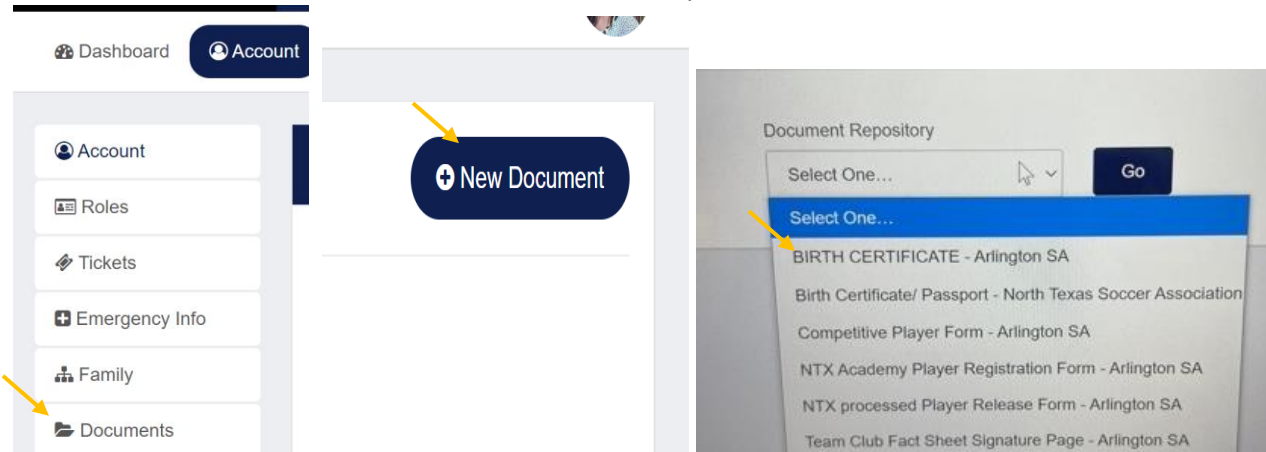 Dashboard
Account
Account
Roles
Tickets
Emergency Info
Family
Documents
New Document
Document Repository
Select One...
Go
Select One...
BIRTH CERTIFICATE - Arlington SA
Birth Certificate/ Passport - North Texas Soccer Association
Competitive Player Form - Arlington SA
NTX Academy Player Registration Form - Arlington SA
NTX processed Player Release Form - Arlington SA
Team Club Fact Sheet Signature Page - Arlington SA